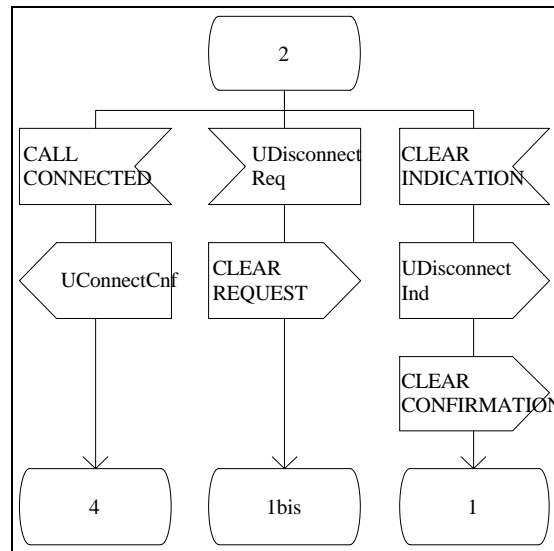 2
CALL
CONNECTED
UDisconnect
Req
CLEAR
INDICATION
UConnectCnf
CLEAR
REQUEST
UDisconnect
Ind
CLEAR
CONFIRMATION
4
1bis
1